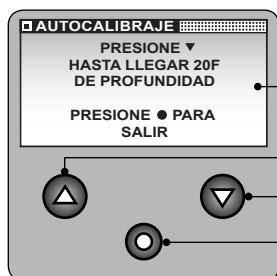 AUTOCALIBRAJE
PRESIONE ▼
HASTA LLEGAR 20F
DE PROFUNDIDAD
PRESIONE ● PARA
SALIR